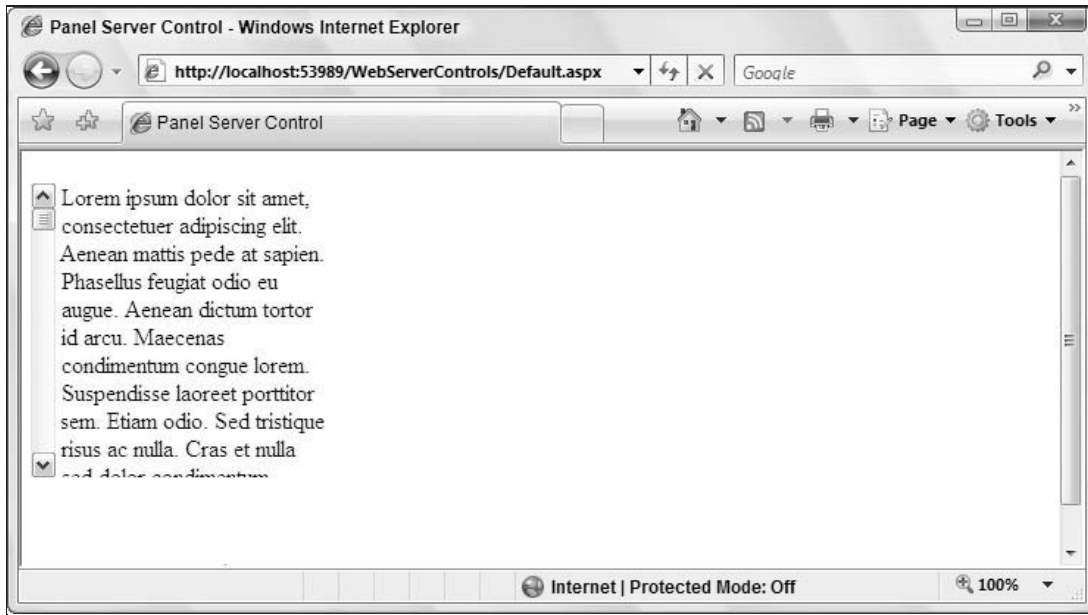 Panel Server Control - Windows Internet Explorer
http://localhost:53989/WebServerControls/Default.aspx
Google
Panel Server Control
Page
Tools
Lorem ipsum dolor sit amet,
consectetuer adipiscing elit.
Aenean mattis pede at sapien.
Phasellus feugiat odio eu
augue. Aenean dictum tortor
id arcu. Maecenas
condimentum congue lorem.
Suspendisse laoreet porttitor
sem. Etiam odio. Sed tristique
risus ac nulla. Cras et nulla
sed dolor condimentum
Internet | Protected Mode: Off
100%